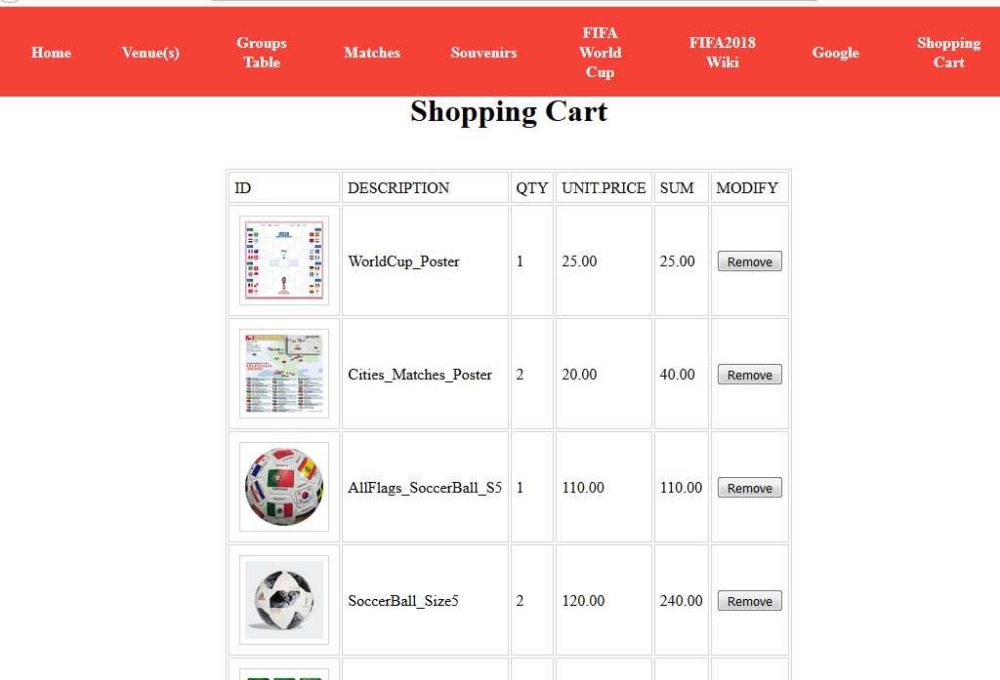 Home
Venue(s)
Groups
Table
Matches
Souvenirs
FIFA
World
Cup
FIFA2018
Wiki
Google
Shopping
Cart
Shopping Cart
ID DESCRIPTION QTY UNIT.PRICE SUM MODIFY
WorldCup_Poster 1 25.00 25.00 Remove
Cities_Matches_Poster 2 20.00 40.00 Remove
AllFlags_SoccerBall_S5 1 110.00 110.00 Remove
SoccerBall_Size5 2 120.00 240.00 Remove